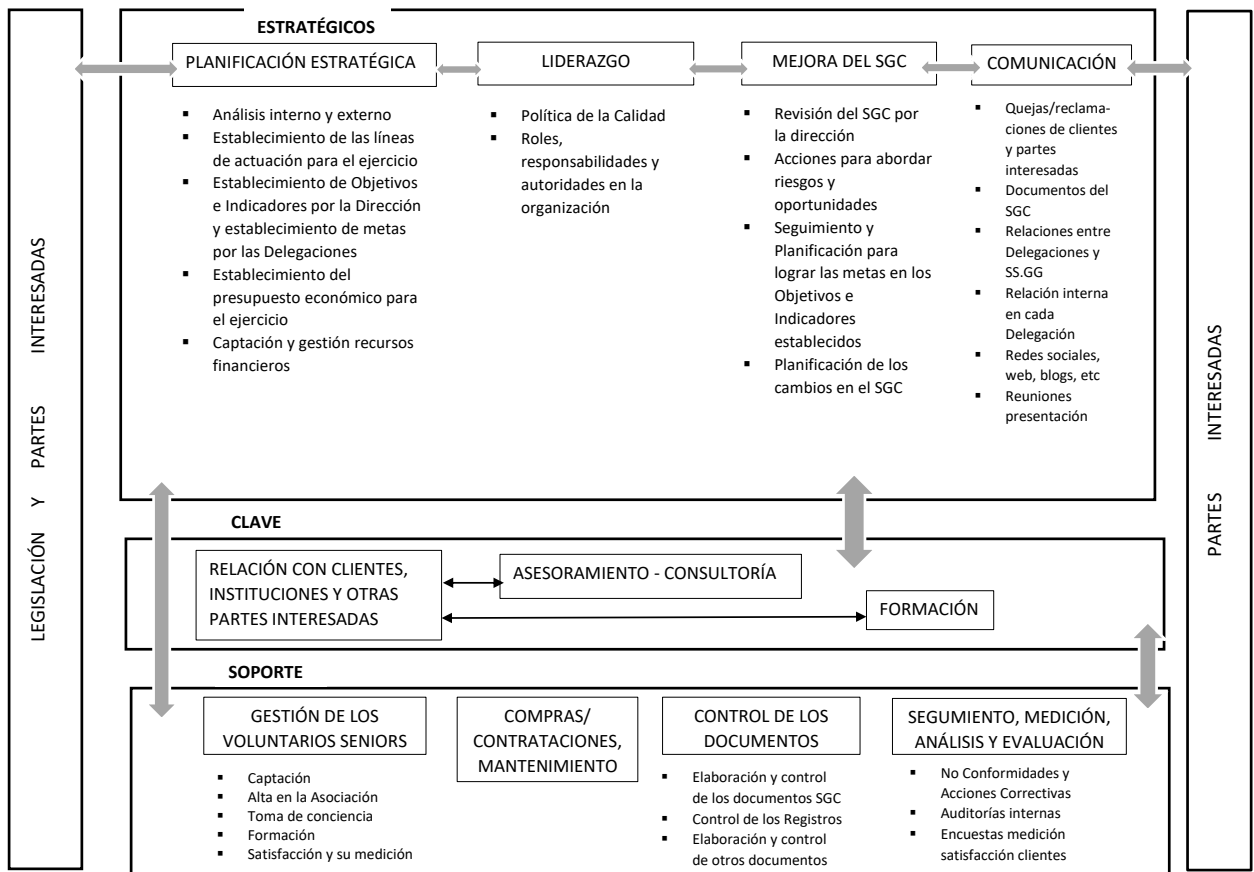 ESTRATÉGICOS
PLANIFICACIÓN ESTRATÉGICA
▪ Análisis interno y externo
▪ Establecimiento de las líneas
de actuación para el ejercicio
▪ Establecimiento de Objetivos
e Indicadores por la Dirección
y establecimiento de metas
por las Delegaciones
▪ Establecimiento del
presupuesto económico para
el ejercicio
▪ Captación y gestión recursos
financieros
LIDERAZGO
▪ Política de la Calidad
▪ Roles,
responsabilidades y
autoridades en la
organización
MEJORA DEL SGC
▪ Revisión del SGC por
la dirección
▪ Acciones para abordar
riesgos y
oportunidades
▪ Seguimiento y
Planificación para
lograr las metas en los
Objetivos e
Indicadores
establecidos
▪ Planificación de los
cambios en el SGC
COMUNICACIÓN
▪ Quejas/reclama-
ciones de clientes
y partes
interesadas
▪ Documentos del
SGC
▪ Relaciones entre
Delegaciones y
SS.GG
▪ Relación interna
en cada
Delegación
▪ Redes sociales,
web, blogs, etc
▪ Reuniones
presentación
LEGISLACIÓN Y PARTES INTERESADAS
PARTES INTERESADAS
CLAVE
RELACIÓN CON CLIENTES,
INSTITUCIONES Y OTRAS
PARTES INTERESADAS
ASESORAMIENTO - CONSULTORÍA
FORMACIÓN
SOPORTE
GESTIÓN DE LOS
VOLUNTARIOS SENIORS
▪ Captación
▪ Alta en la Asociación
▪ Toma de conciencia
▪ Formación
▪ Satisfacción y su medición
COMPRAS/
CONTRATACIONES,
MANTENIMIENTO
CONTROL DE LOS
DOCUMENTOS
▪ Elaboración y control
de los documentos SGC
▪ Control de los Registros
▪ Elaboración y control
de otros documentos
SEGUMIENTO, MEDICIÓN,
ANÁLISIS Y EVALUACIÓN
▪ No Conformidades y
Acciones Correctivas
▪ Auditorías internas
▪ Encuestas medición
satisfacción clientes